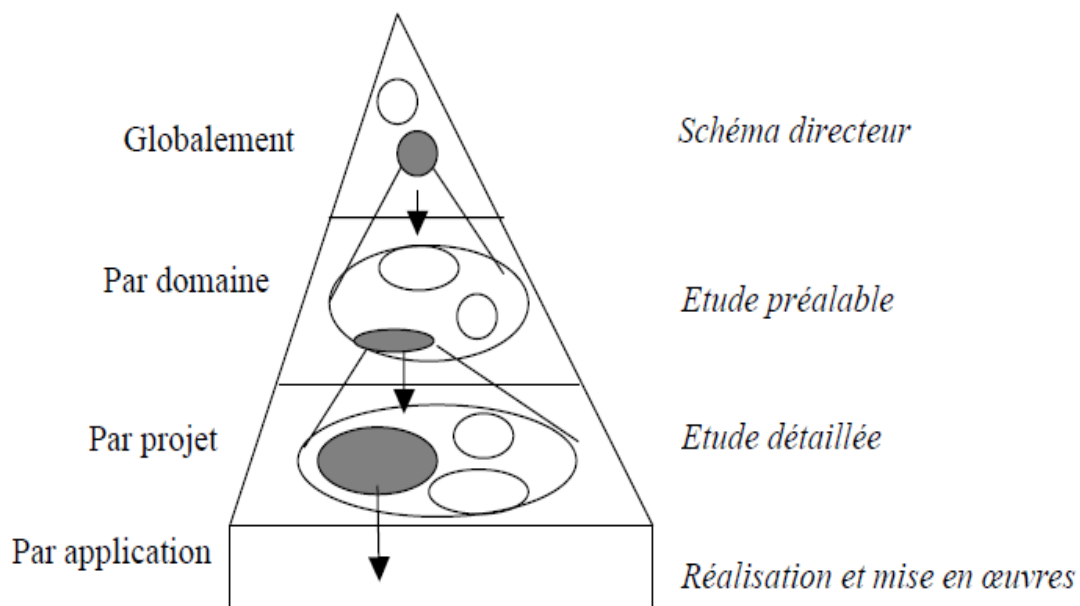 Globalement
Schéma directeur
Par domaine
Etude préalable
Par projet
Etude détaillée
Par application
Réalisation et mise en œuvres